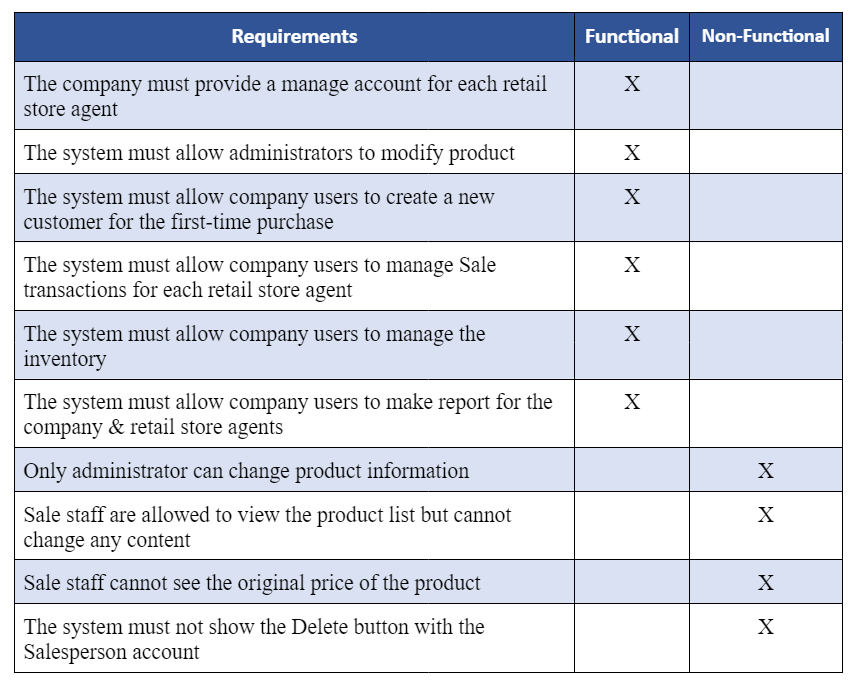 Requirements Functional Non-Functional
The company must provide a manage account for each retail X
store agent
The system must allow administrators to modify product X
The system must allow company users to create a new X
customer for the first-time purchase
The system must allow company users to manage Sale X
transactions for each retail store agent
The system must allow company users to manage the X
inventory
The system must allow company users to make report for the X
company & retail store agents
Only administrator can change product information X
Sale staff are allowed to view the product list but cannot X
change any content
Sale staff cannot see the original price of the product X
The system must not show the Delete button with the X
Salesperson account